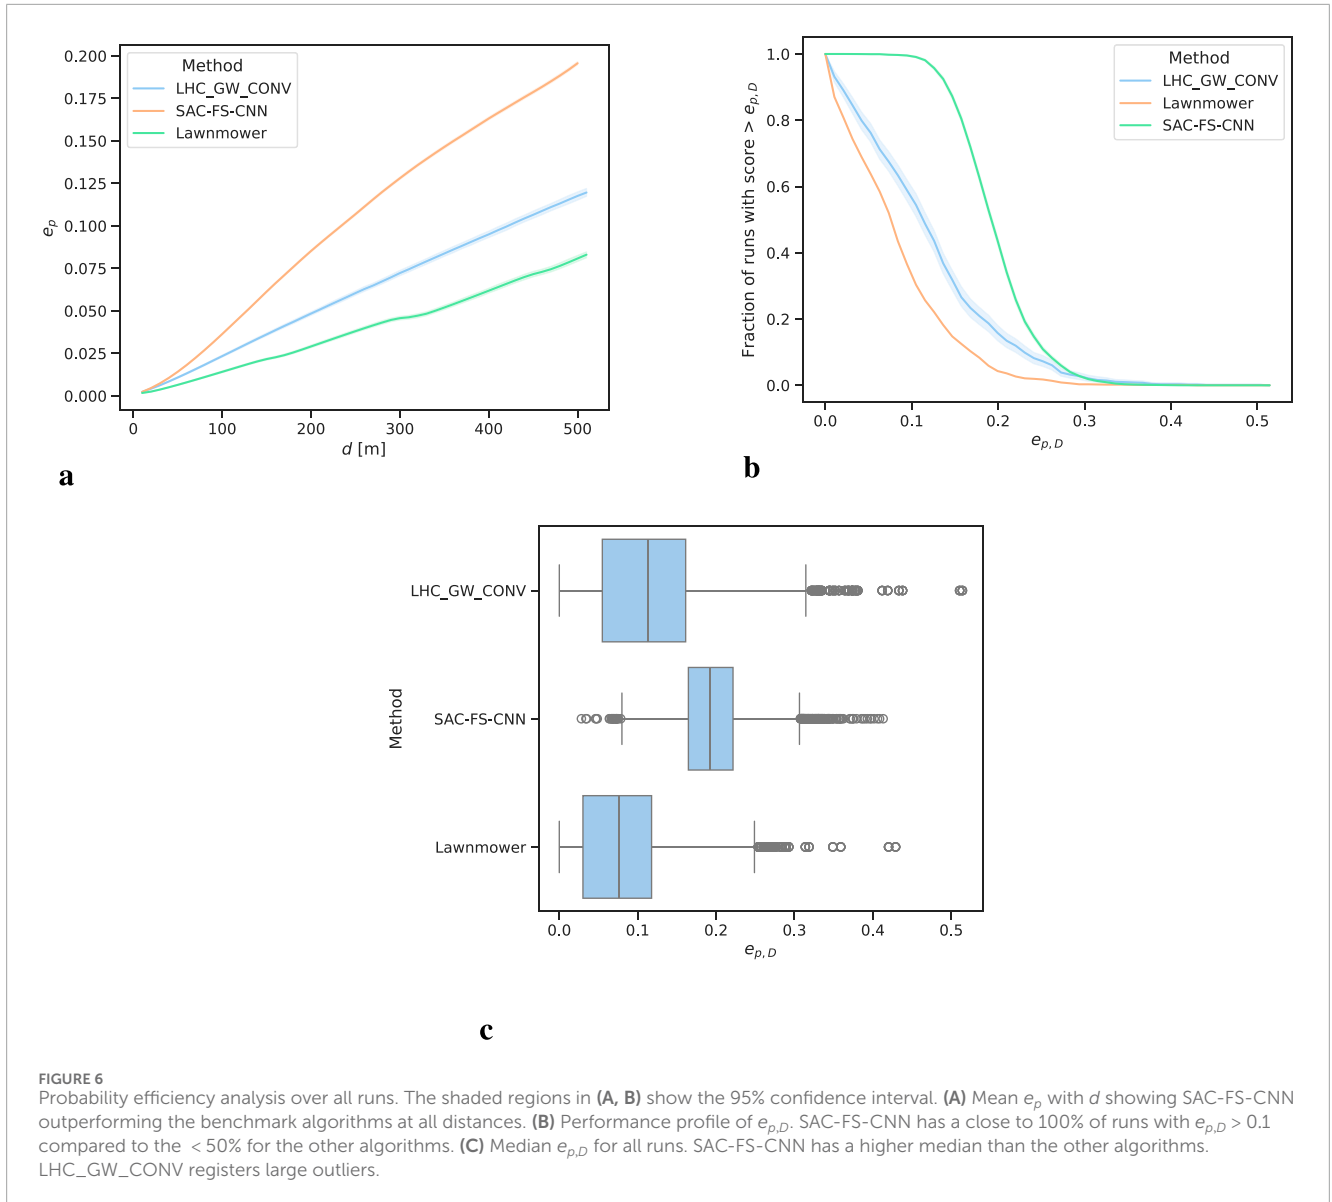 0.200
0.175
0.150
0.125
0.100
0.075
0.050
0.025
0.000
e_p
Method
LHC_GW_CONV
SAC-FS-CNN
Lawnmower
0 100 200 300 400 500
d [m]
a
1.0
0.8
0.6
0.4
0.2
0.0
Fraction of runs with score > e_{p,D}
Method
LHC_GW_CONV
Lawnmower
SAC-FS-CNN
0.0 0.1 0.2 0.3 0.4 0.5
e_{p,D}
b
Method
LHC_GW_CONV
SAC-FS-CNN
Lawnmower
0.0 0.1 0.2 0.3 0.4 0.5
e_{p,D}
c
FIGURE 6
Probability efficiency analysis over all runs. The shaded regions in (A, B) show the 95% confidence interval. (A) Mean e_p with d showing SAC-FS-CNN
outperforming the benchmark algorithms at all distances. (B) Performance profile of e_{p,D}. SAC-FS-CNN has a close to 100% of runs with e_{p,D} > 0.1
compared to the < 50% for the other algorithms. (C) Median e_{p,D} for all runs. SAC-FS-CNN has a higher median than the other algorithms.
LHC_GW_CONV registers large outliers.